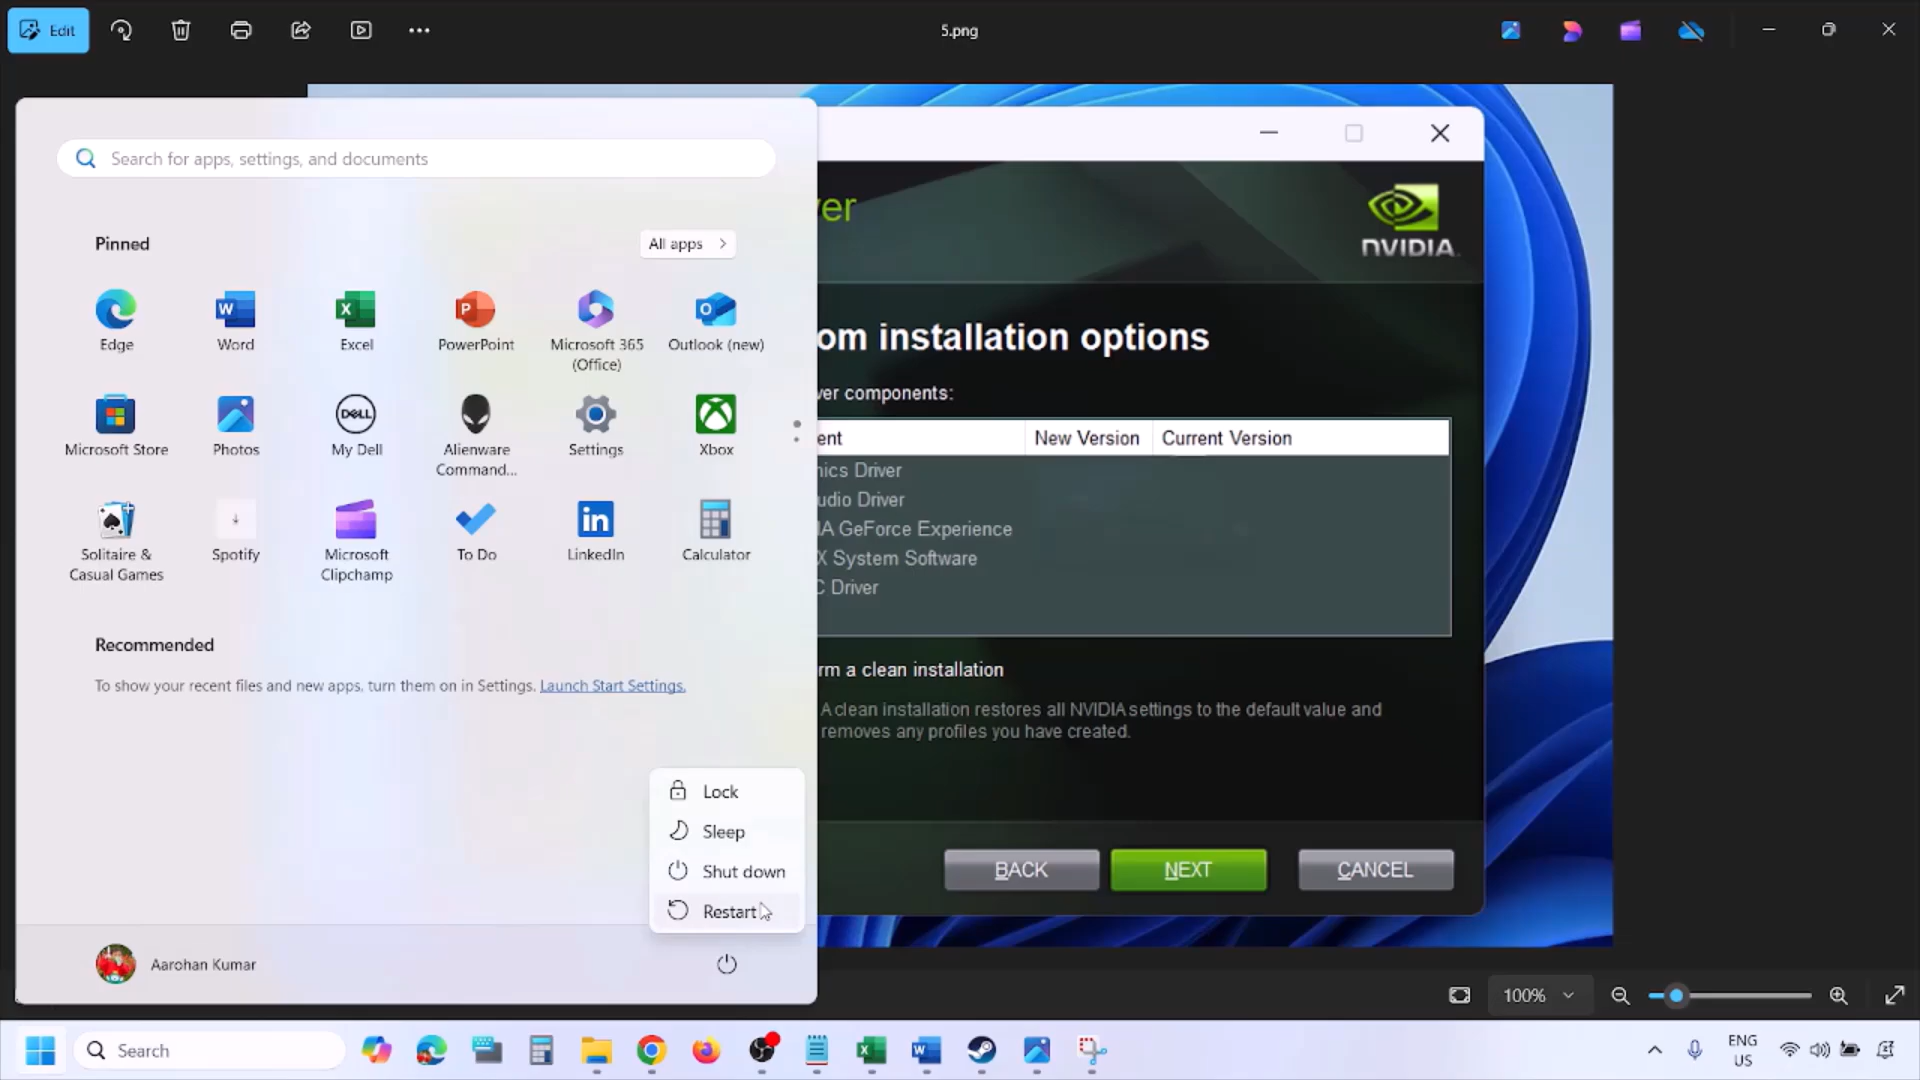 Edit
5.png
Search for apps, settings, and documents
Pinned
All apps
Edge
Word
Excel
PowerPoint
Microsoft 365
(Office)
Outlook (new)
Microsoft Store
Photos
My Dell
Alienware
Command...
Settings
Xbox
Solitaire &
Casual Games
Spotify
Microsoft
Clipchamp
To Do
LinkedIn
Calculator
Recommended
To show your recent files and new apps, turn them on in Settings. Launch Start Settings.
Lock
Sleep
Shut down
Restart
Aarohan Kumar
ver
NVIDIA
om installation options
ver components:
ent New Version Current Version
nics Driver
udio Driver
IA GeForce Experience
X System Software
C Driver
rm a clean installation
A clean installation restores all NVIDIA settings to the default value and
removes any profiles you have created.
BACK NEXT CANCEL
100%
Search
ENG
US